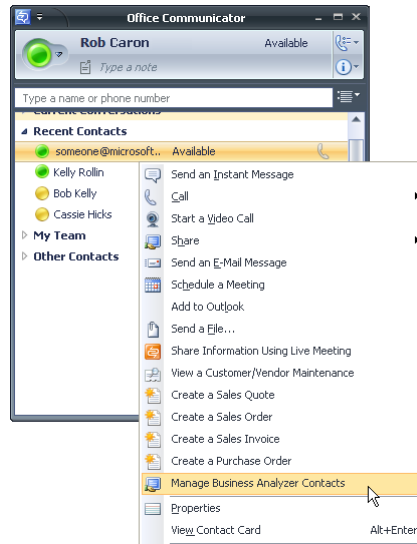 Office Communicator
Rob Caron Available
Type a note
Type a name or phone number
Current Conversations
Recent Contacts
someone@microsoft.. Available
Kelly Rollin
Bob Kelly
Cassie Hicks
My Team
Other Contacts
Send an Instant Message
Call
Start a Video Call
Share
Send an E-Mail Message
Schedule a Meeting
Add to Outlook
Send a File...
Share Information Using Live Meeting
View a Customer/Vendor Maintenance
Create a Sales Quote
Create a Sales Order
Create a Sales Invoice
Create a Purchase Order
Manage Business Analyzer Contacts
Properties
View Contact Card Alt+Enter